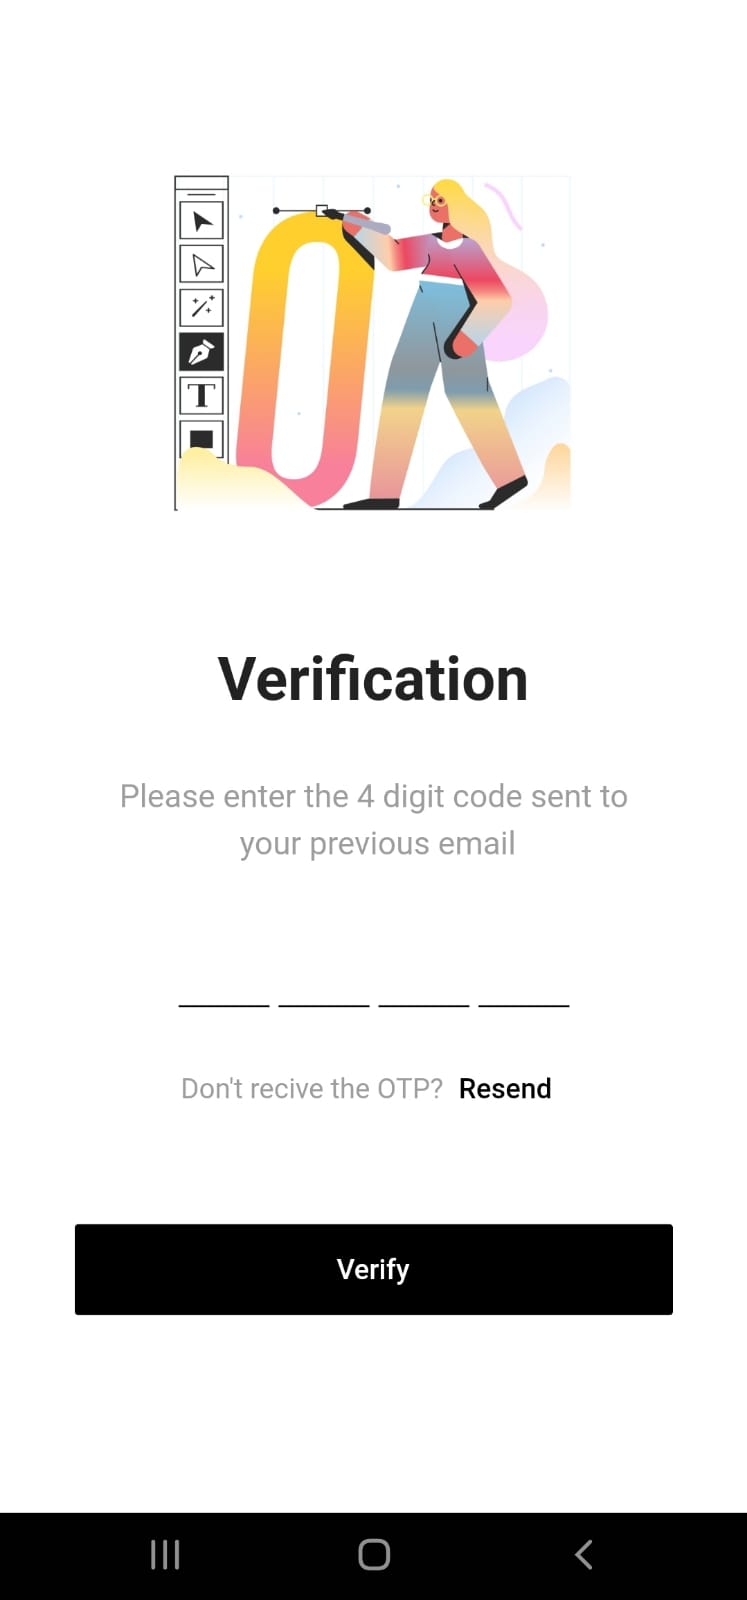 T
Verification
Please enter the 4 digit code sent to
your previous email
Don't recive the OTP? Resend
Verify